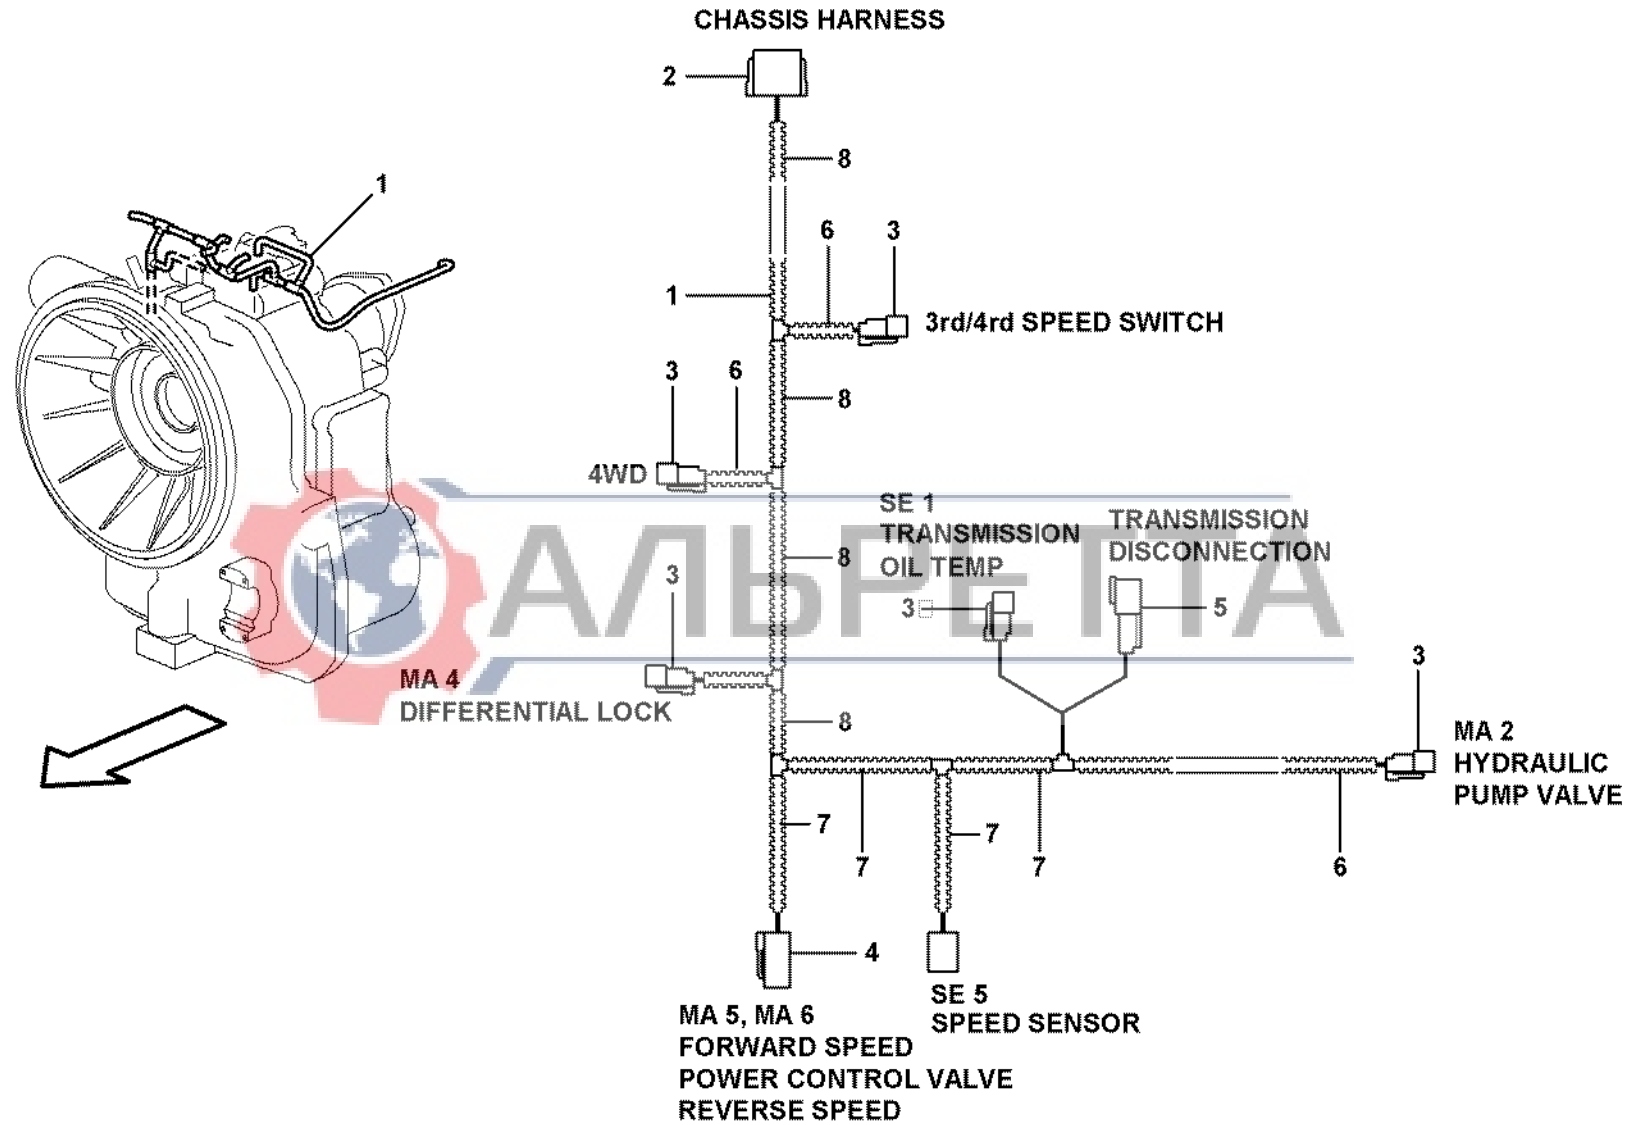 CHASSIS HARNESS
2
8
1
6 3
1
3rd/4rd SPEED SWITCH
3 6
8
4WD
SE 1
TRANSMISSION
OIL TEMP
TRANSMISSION
DISCONNECTION
8
3
3
5
АЛЬРЕТТА
MA 4
DIFFERENTIAL LOCK
8
3
MA 2
HYDRAULIC
PUMP VALVE
7
7
7
7
6
4
MA 5, MA 6
FORWARD SPEED
POWER CONTROL VALVE
REVERSE SPEED
SE 5
SPEED SENSOR